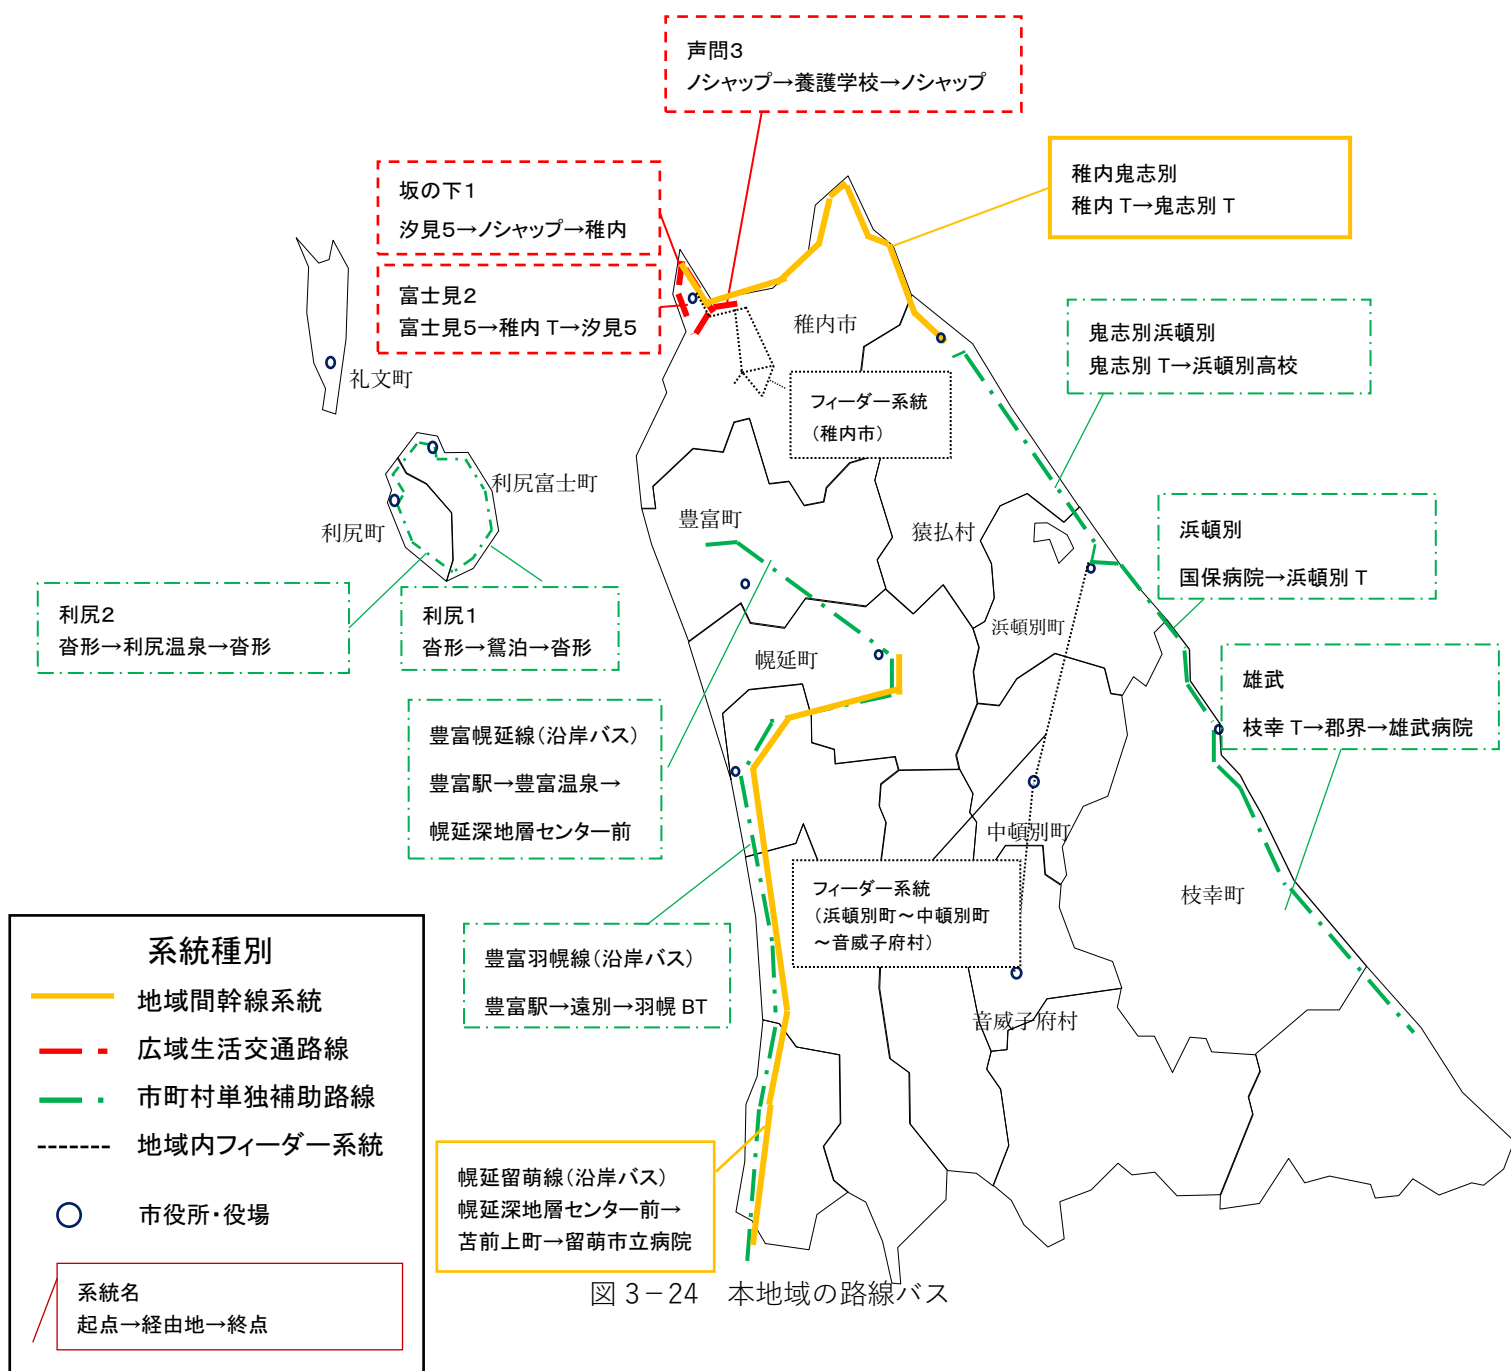 声問3
ノシャップ→養護学校→ノシャップ
坂の下1
汐見5→ノシャップ→稚内
富士見2
富士見5→稚内T→汐見5
稚内鬼志別
稚内T→鬼志別T
稚内市
鬼志別浜頓別
鬼志別T→浜頓別高校
礼文町
フィーダー系統
(稚内市)
利尻富士町
利尻町
豊富町
猿払村
浜頓別
国保病院→浜頓別T
利尻2
沓形→利尻温泉→沓形
利尻1
沓形→鴛泊→沓形
浜頓別町
幌延町
雄武
枝幸T→郡界→雄武病院
豊富幌延線(沿岸バス)
豊富駅→豊富温泉→
幌延深地層センター前
中頓別町
フィーダー系統
(浜頓別町~中頓別町
~音威子府村)
枝幸町
豊富羽幌線(沿岸バス)
豊富駅→遠別→羽幌BT
音威子府村
系統種別
地域間幹線系統
広域生活交通路線
市町村単独補助路線
地域内フィーダー系統
市役所・役場
系統名
起点→経由地→終点
幌延留萌線(沿岸バス)
幌延深地層センター前→
苫前上町→留萌市立病院
図3-24 本地域の路線バス